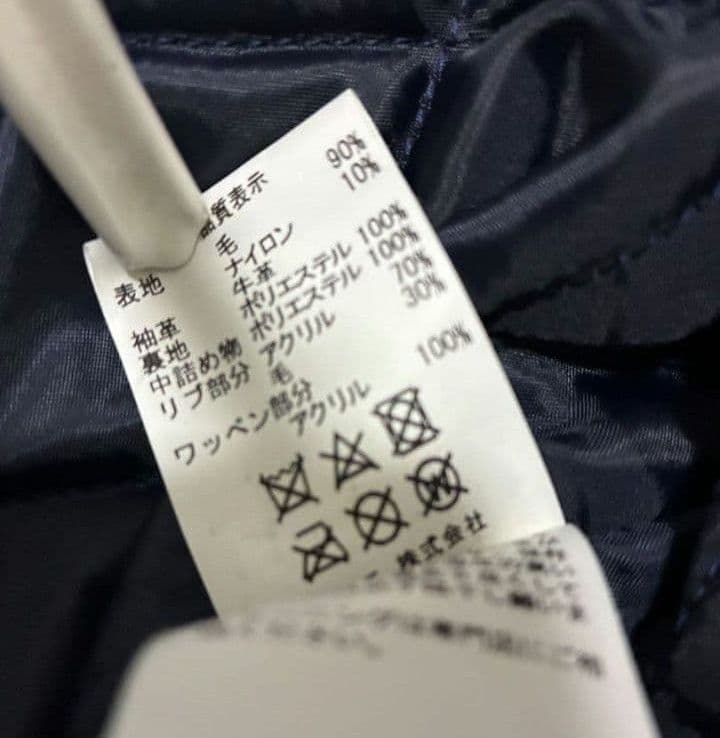 品質表示
表地 毛 90%
ナイロン 10%
袖革 牛革
裏地 ポリエステル 100%
中詰め物 ポリエステル 100%
リブ部分 アクリル 70%
毛 30%
ワッペン部分
アクリル 100%
株式会社